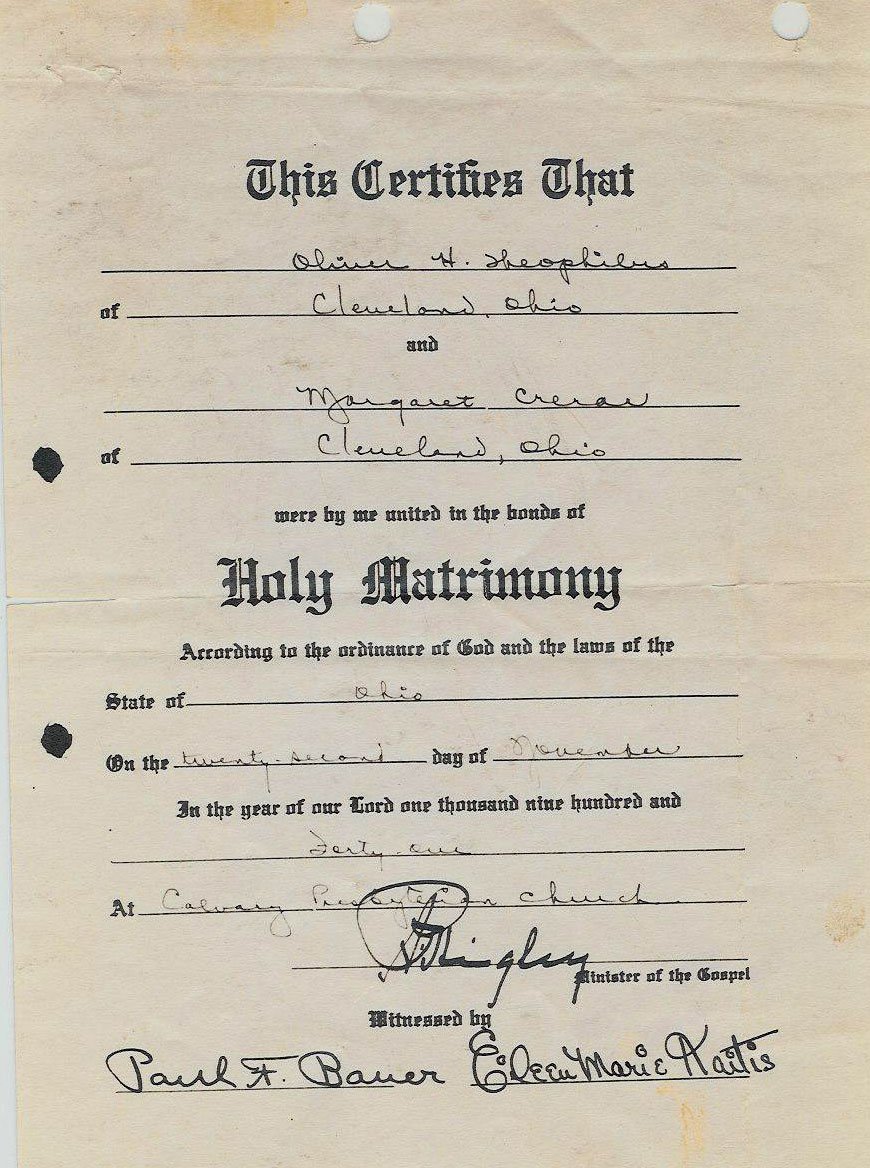 This Certifies That
Oliver H. Theophilus
of Cleveland, Ohio
and
Margaret Crerar
of Cleveland, Ohio
were by me united in the bonds of
Holy Matrimony
According to the ordinance of God and the laws of the
State of Ohio
On the twenty-second day of November
In the year of our Lord one thousand nine hundred and
Forty-one
At Calvary Presbyterian Church
Minister of the Gospel
Witnessed by
Paul F. Bauer Eileen Marie Kaitis